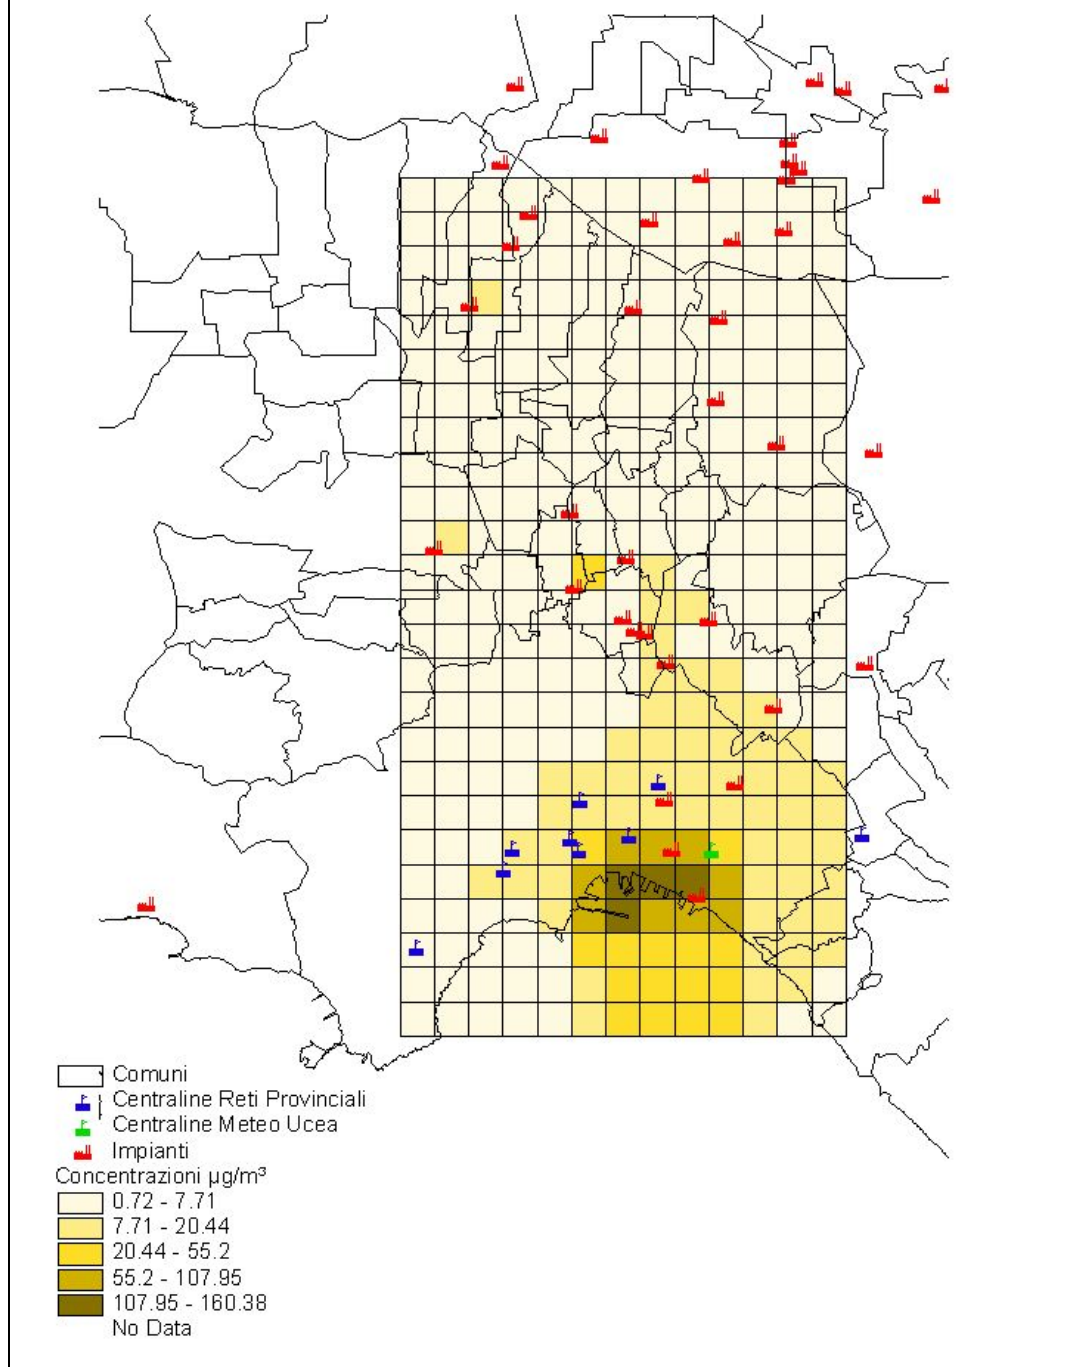 Comuni
Centraline Reti Provinciali
Centraline Meteo Ucea
Impianti
Concentrazioni µg/m³
0.72 - 7.71
7.71 - 20.44
20.44 - 55.2
55.2 - 107.95
107.95 - 160.38
No Data